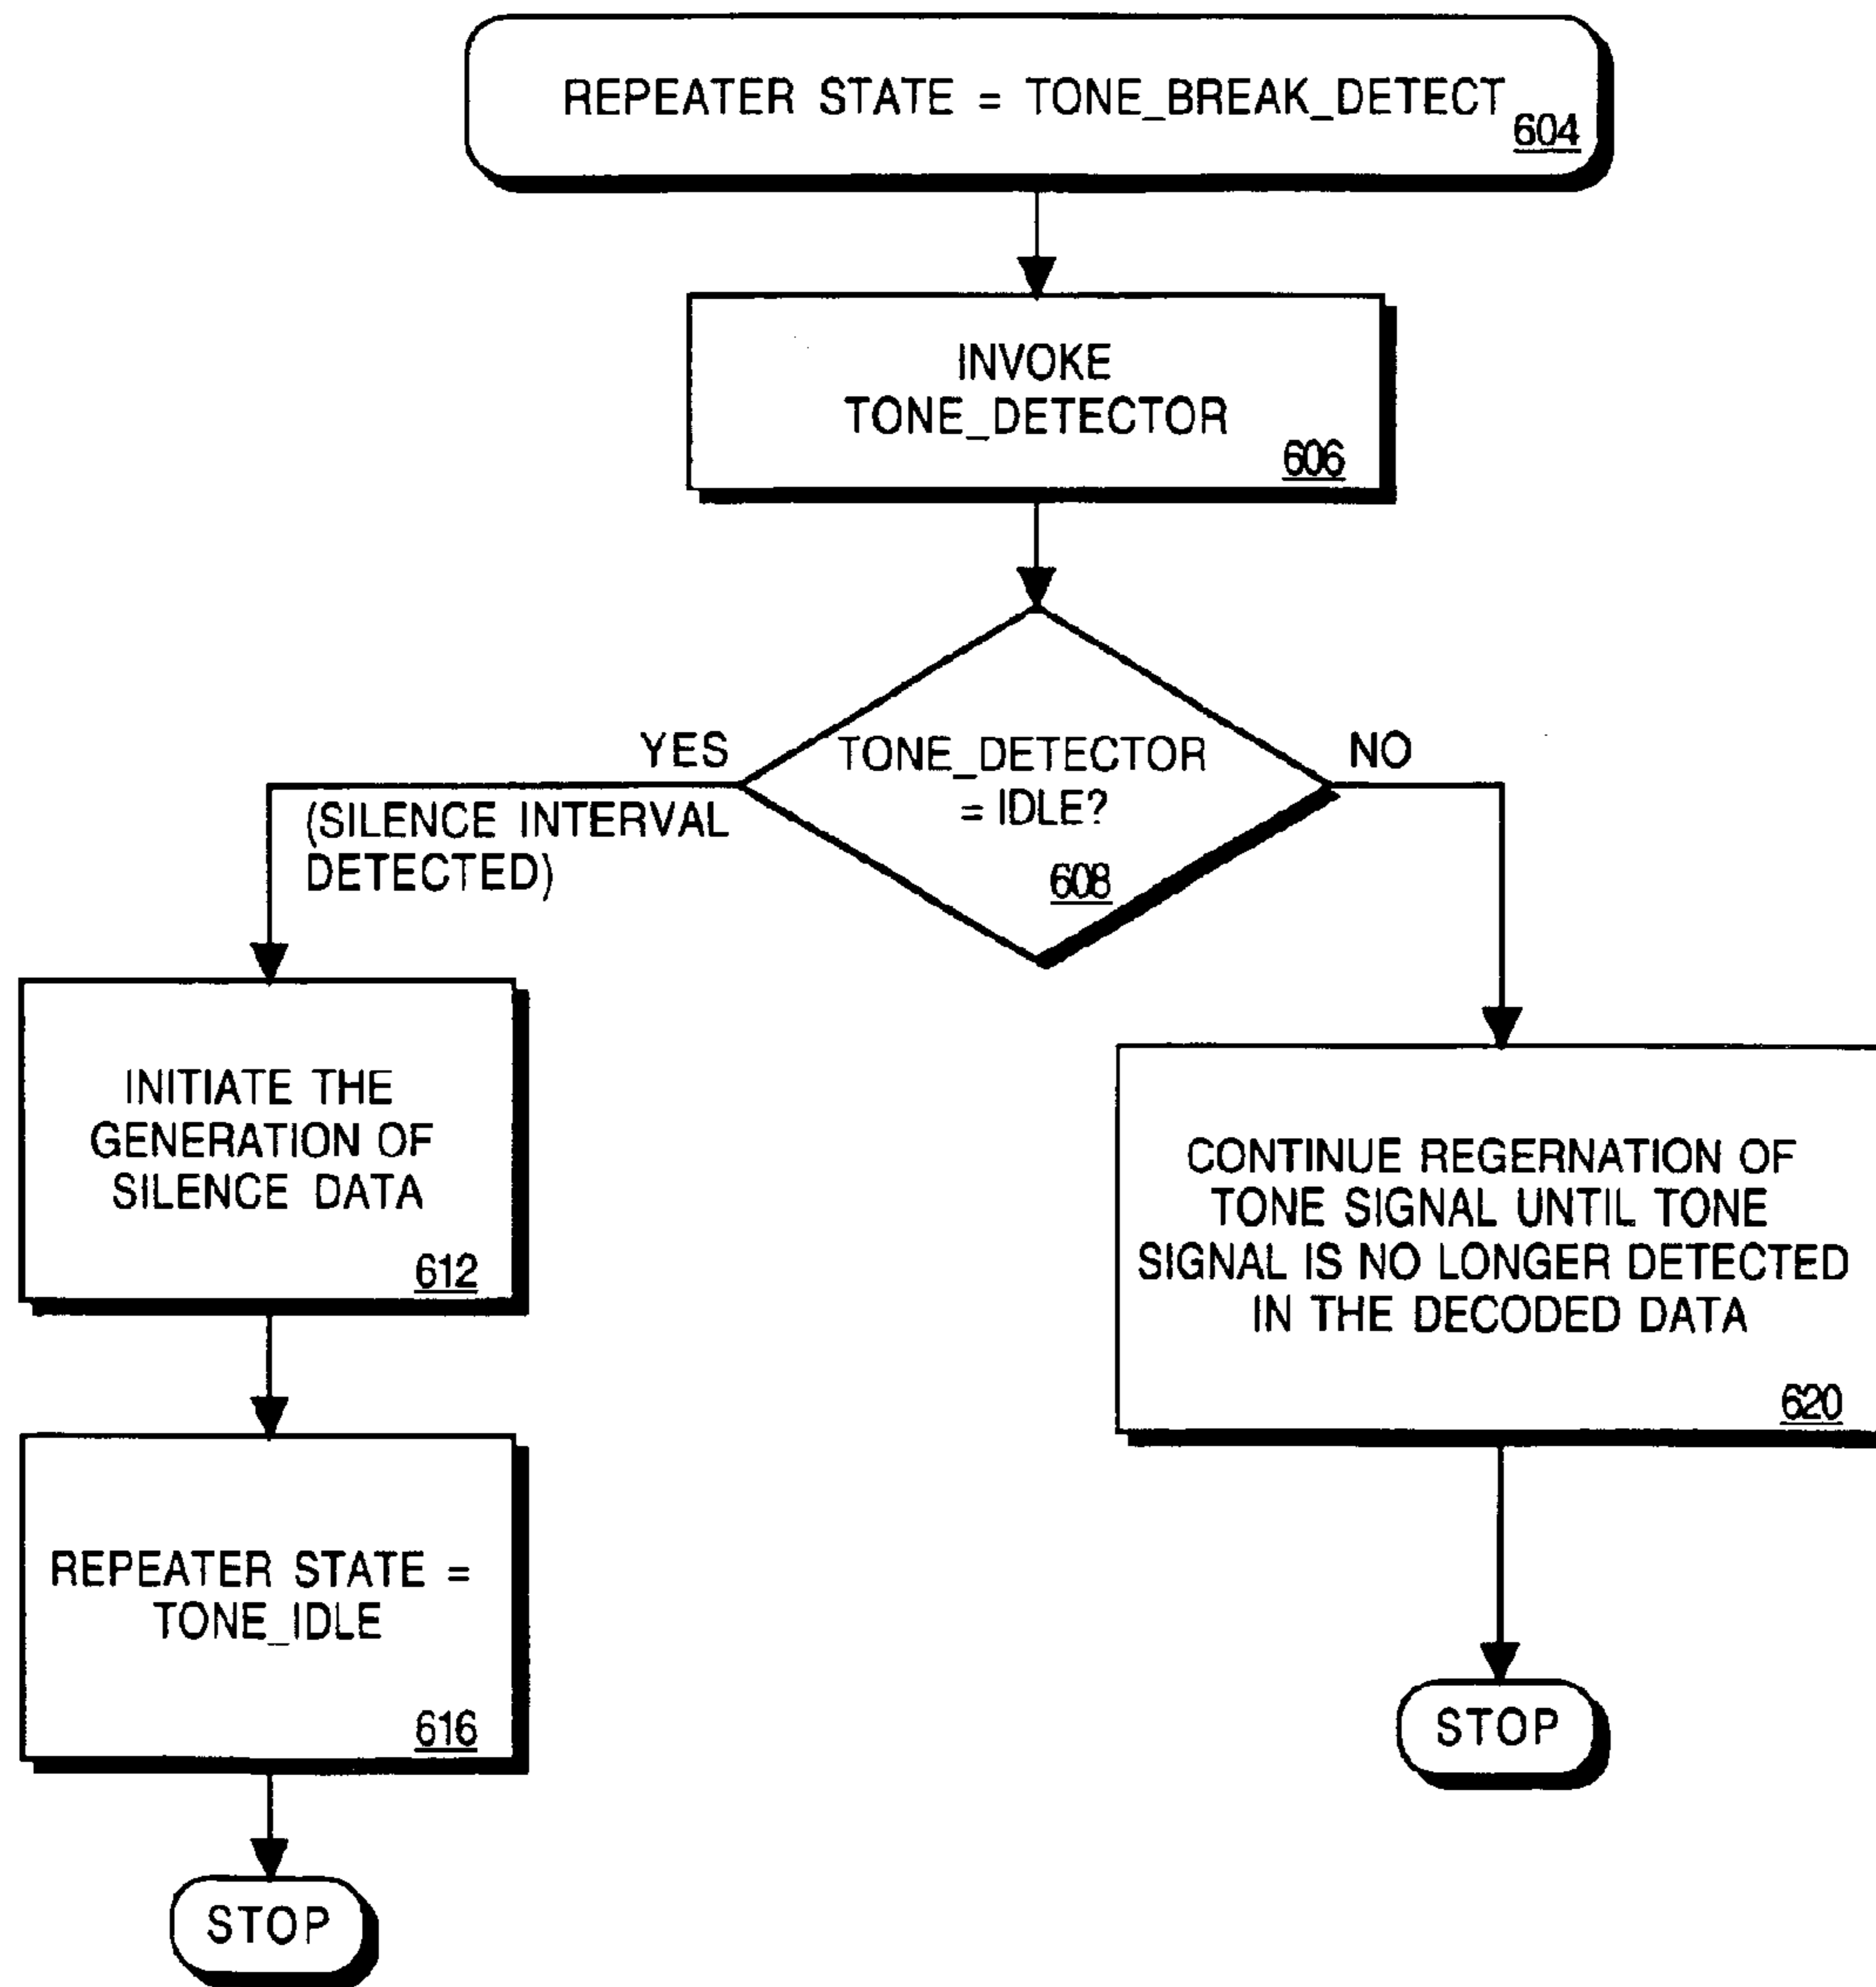 REPEATER STATE = TONE_BREAK_DETECT
604
INVOKE
TONE_DETECTOR
606
YES
TONE_DETECTOR
= IDLE?
NO
(SILENCE INTERVAL
DETECTED)
608
INITIATE THE
GENERATION OF
SILENCE DATA
612
CONTINUE REGERNATION OF
TONE SIGNAL UNTIL TONE
SIGNAL IS NO LONGER DETECTED
IN THE DECODED DATA
620
REPEATER STATE =
TONE_IDLE
616
STOP
STOP